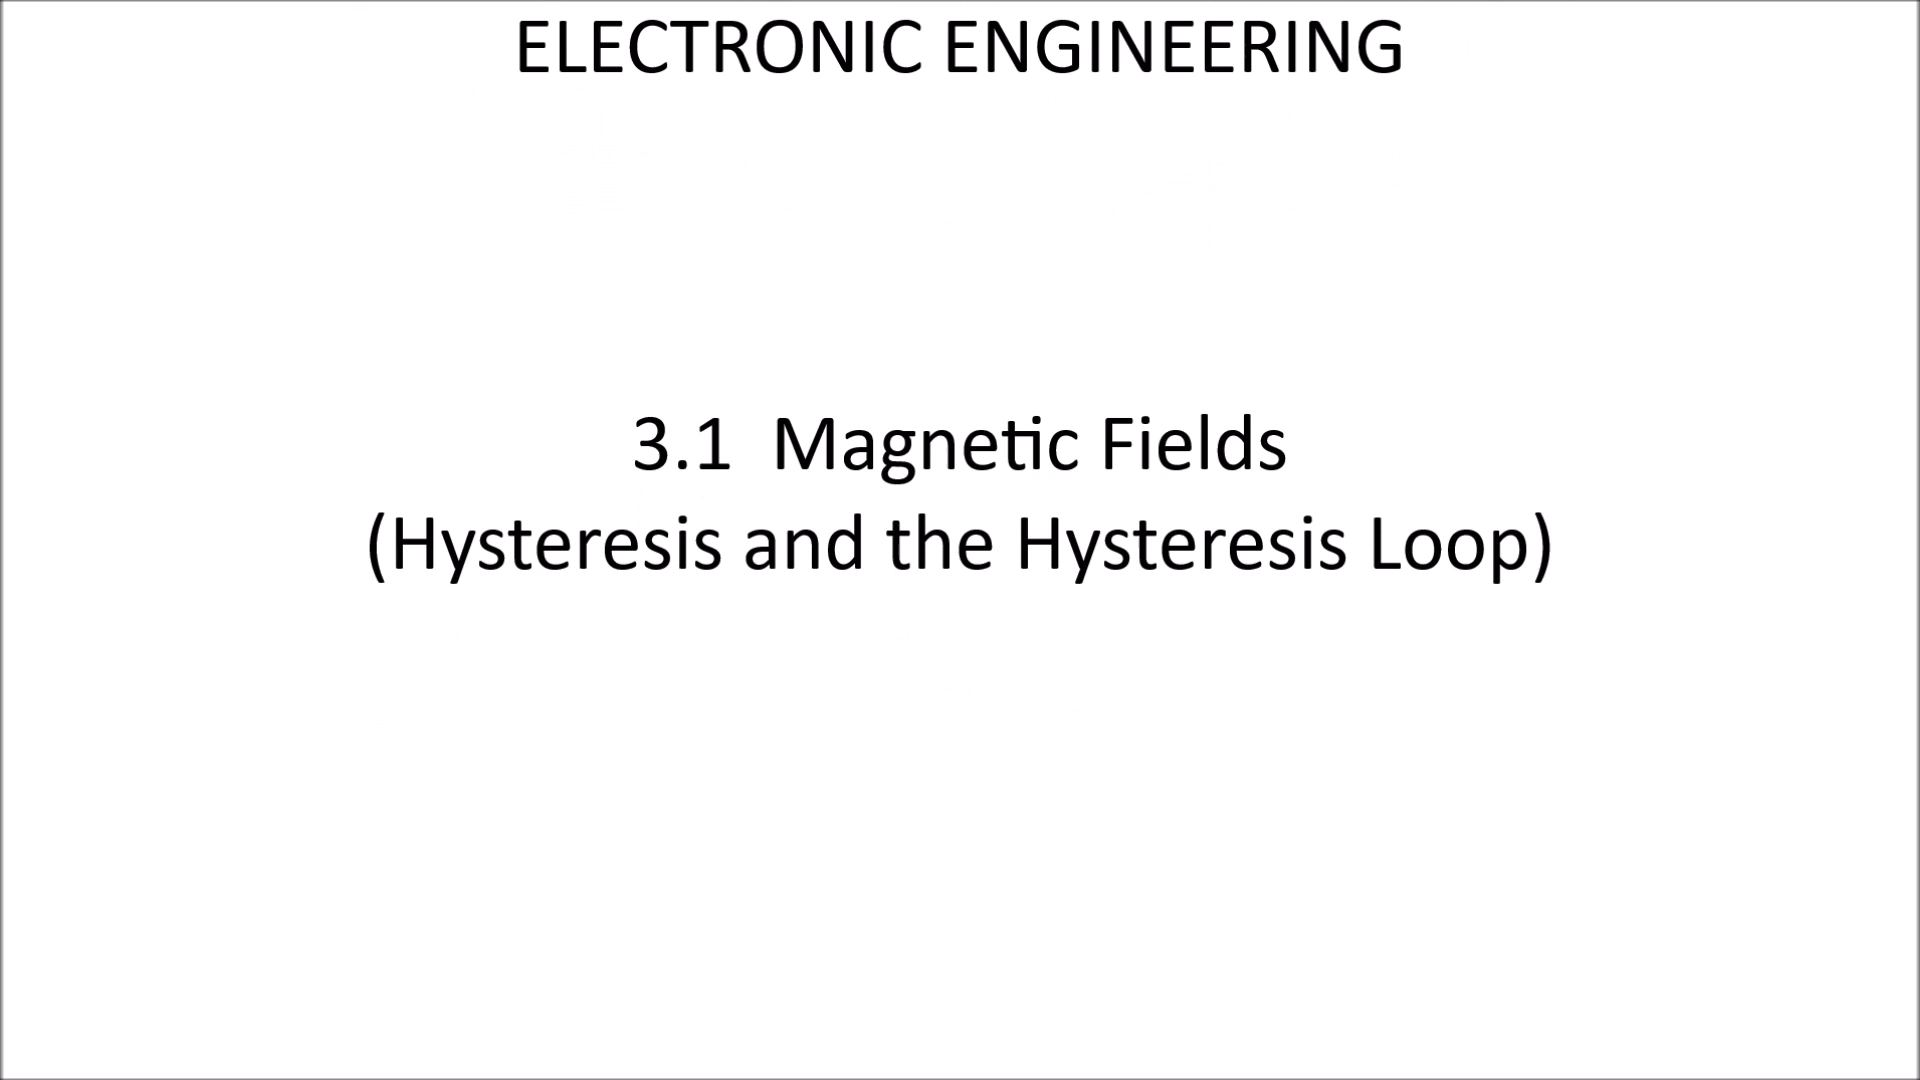 ELECTRONIC ENGINEERING
3.1 Magnetic Fields
(Hysteresis and the Hysteresis Loop)